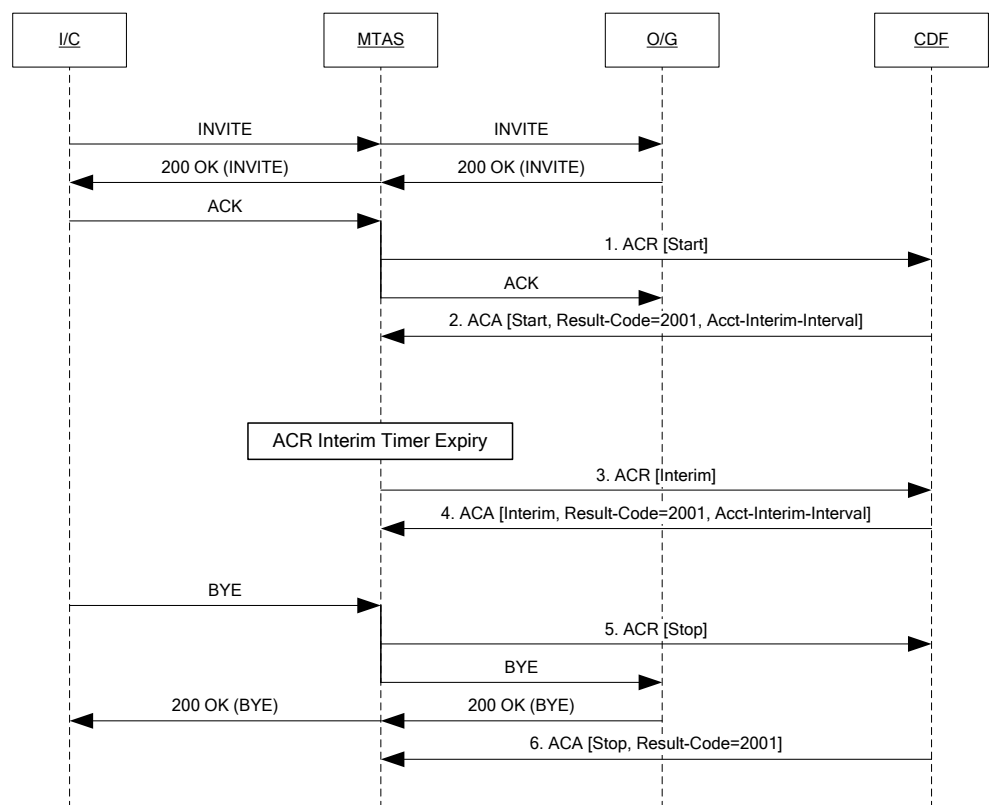 I/C
MTAS
O/G
CDF
INVITE
INVITE
200 OK (INVITE)
200 OK (INVITE)
ACK
1. ACR [Start]
ACK
2. ACA [Start, Result-Code=2001, Acct-Interim-Interval]
ACR Interim Timer Expiry
3. ACR [Interim]
4. ACA [Interim, Result-Code=2001, Acct-Interim-Interval]
BYE
5. ACR [Stop]
BYE
200 OK (BYE)
200 OK (BYE)
6. ACA [Stop, Result-Code=2001]